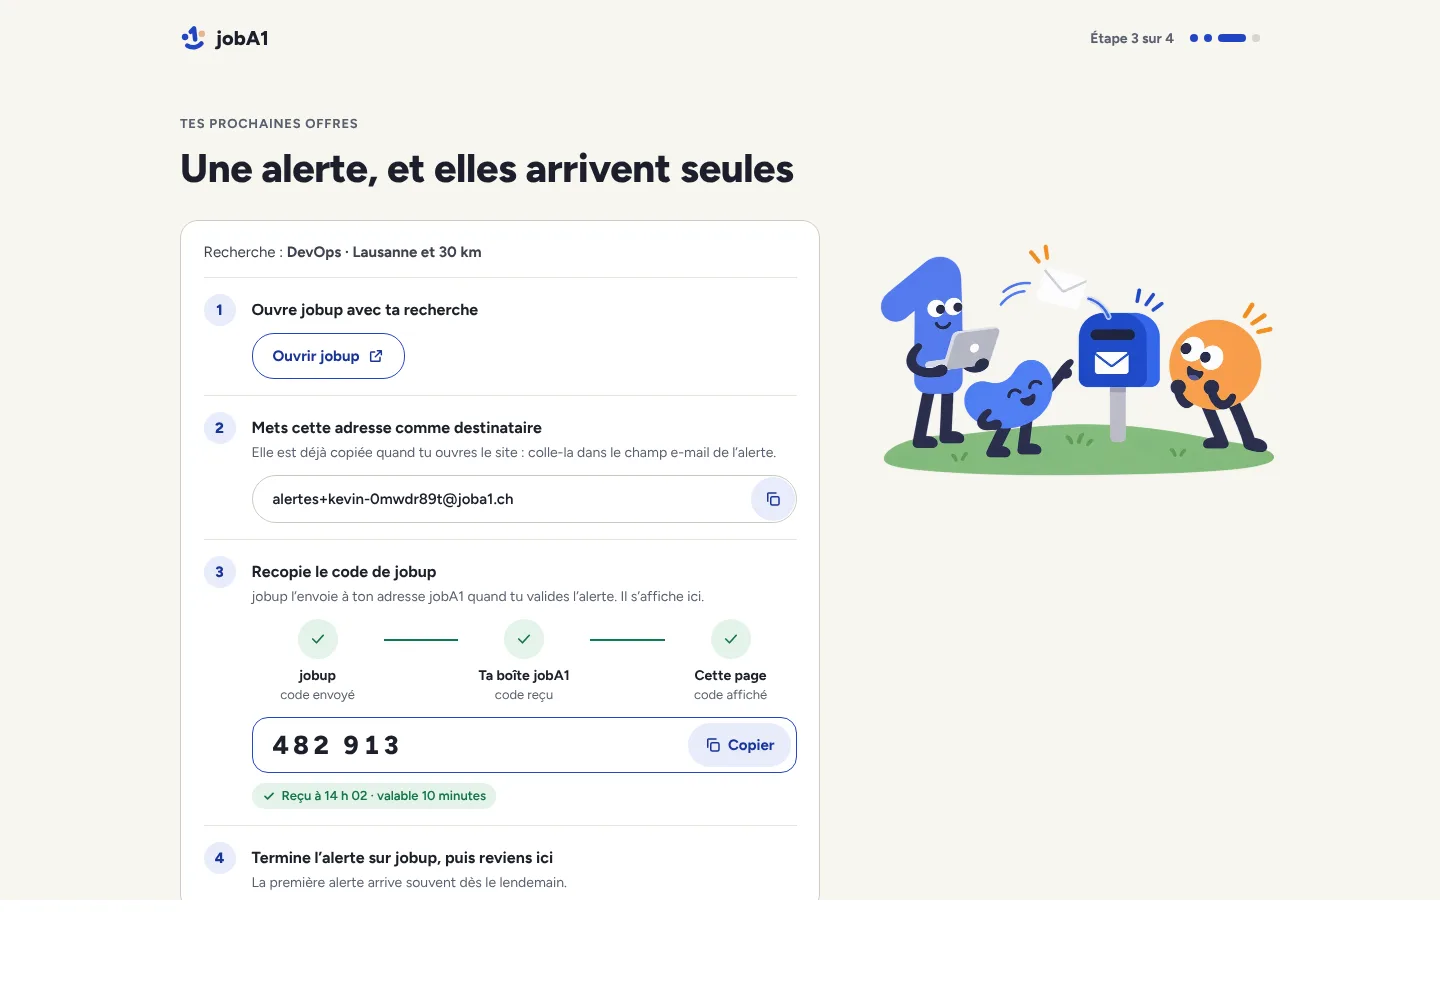 jobA1
Étape 3 sur 4
TES PROCHAINES OFFRES
Une alerte, et elles arrivent seules
Recherche : DevOps · Lausanne et 30 km
1
Ouvre jobup avec ta recherche
Ouvrir jobup
2
Mets cette adresse comme destinataire
Elle est déjà copiée quand tu ouvres le site : colle-la dans le champ e-mail de l’alerte.
alertes+kevin-0mwdr89t@joba1.ch
3
Recopie le code de jobup
jobup l’envoie à ton adresse jobA1 quand tu valides l’alerte. Il s’affiche ici.
jobup
code envoyé
Ta boîte jobA1
code reçu
Cette page
code affiché
482 913
Copier
Reçu à 14 h 02 · valable 10 minutes
4
Termine l’alerte sur jobup, puis reviens ici
La première alerte arrive souvent dès le lendemain.